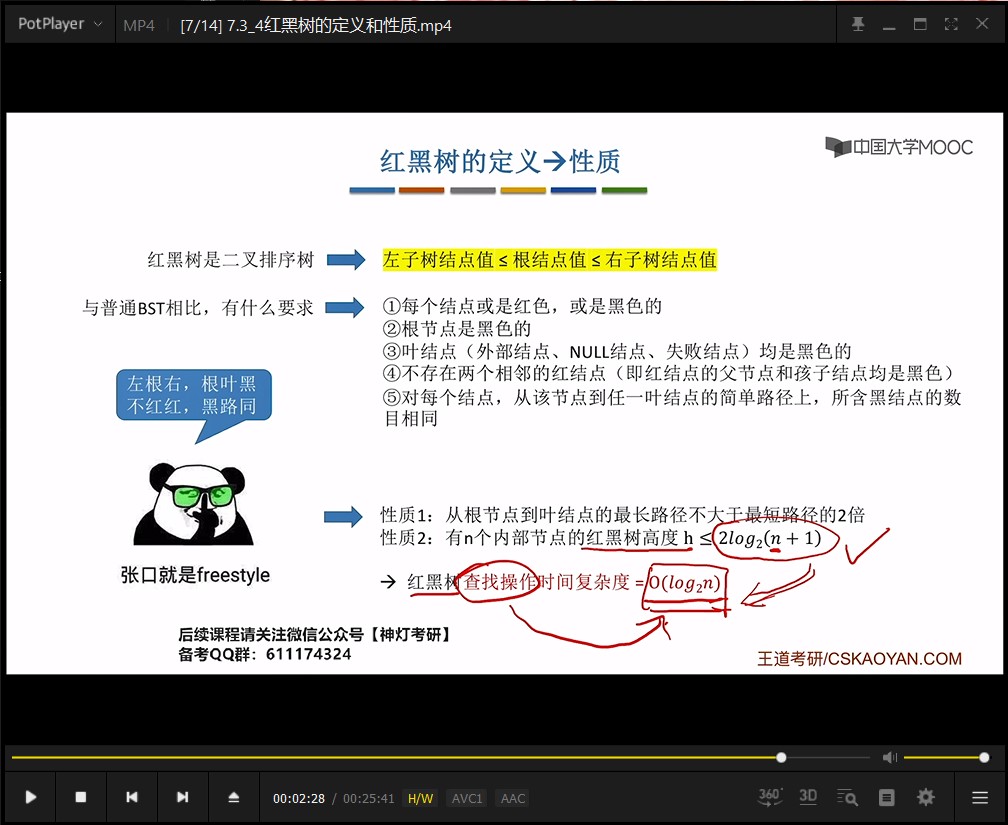 PotPlayer
MP4
[7/14] 7.3_4红黑树的定义和性质.mp4
中国大学MOOC
红黑树的定义→性质
红黑树是二叉排序树
左子树结点值 ≤ 根结点值 ≤ 右子树结点值
与普通BST相比，有什么要求
①每个结点或是红色，或是黑色的
②根节点是黑色的
③叶结点（外部结点、NULL结点、失败结点）均是黑色的
④不存在两个相邻的红结点（即红结点的父节点和孩子结点均是黑色）
⑤对每个结点，从该节点到任一叶结点的简单路径上，所含黑结点的数
目相同
左根右，根叶黑
不红红，黑路同
张口就是freestyle
性质1：从根节点到叶结点的最长路径不大于最短路径的2倍
性质2：有n个内部节点的红黑树高度 h ≤ 2log₂(n + 1)
→ 红黑树查找操作时间复杂度 = O(log₂n)
后续课程请关注微信公众号【神灯考研】
备考QQ群：611174324
王道考研/CSKAOYAN.COM
00:02:28 / 00:25:41 H/W AVC1 AAC
360° 3D